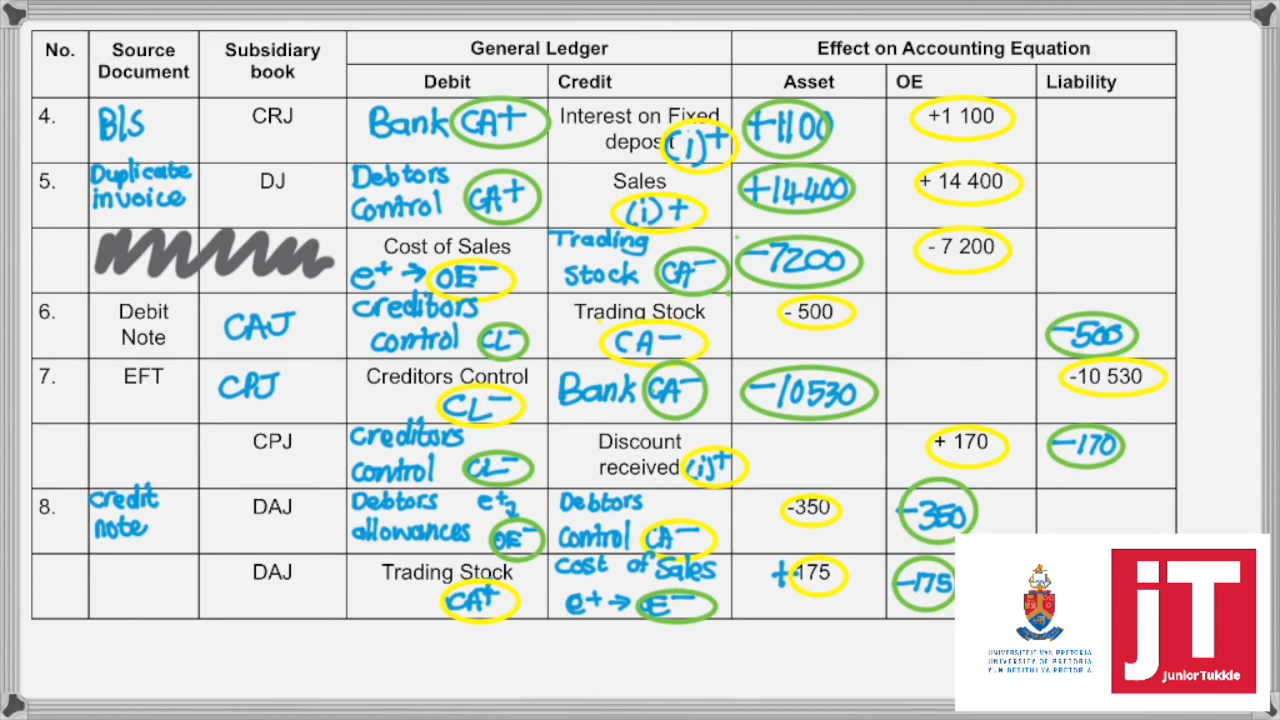 No. Source Document Subsidiary book General Ledger Effect on Accounting Equation
Debit Credit Asset OE Liability
4. B/S CRJ Bank CA+ Interest on Fixed deposit (i)+ +1100 +1 100
5. Duplicate invoice DJ Debtors control CA+ Sales (i)+ +14400 + 14 400
Cost of Sales e+ → OE− Trading stock CA− −7200 - 7 200
6. Debit Note CAJ creditors control CL− Trading Stock CA− - 500 −500
7. EFT CPJ Creditors Control CL− Bank CA− −10530 -10 530
CPJ creditors control CL− Discount received (i)+ + 170 −170
8. credit note DAJ Debtors allowances e+ OE− Debtors control CA− -350 −350
DAJ Trading Stock CA+ cost of sales e+ → E− +175 −175
UNIVERSITEIT VAN PRETORIA
UNIVERSITY OF PRETORIA
YUNIBESITHI YA PRETORIA
jT
JuniorTukkie